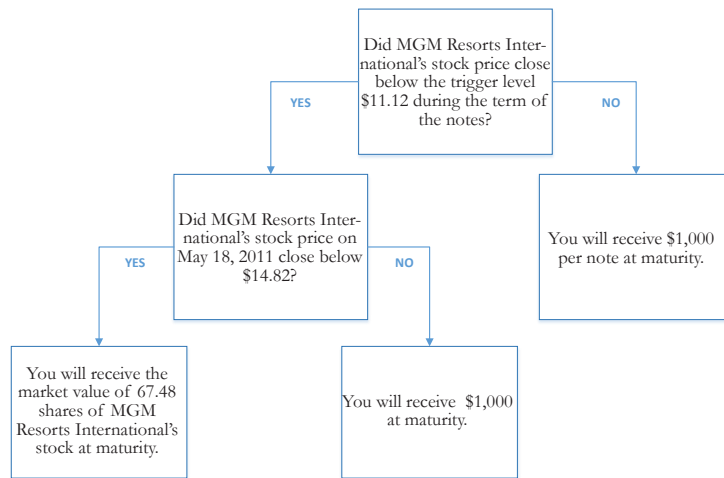 Did MGM Resorts Inter-
national's stock price close
below the trigger level
$11.12 during the term of
the notes?
YES
NO
Did MGM Resorts Inter-
national's stock price on
May 18, 2011 close below
$14.82?
You will receive $1,000
per note at maturity.
YES
NO
You will receive the
market value of 67.48
shares of MGM
Resorts International's
stock at maturity.
You will receive  $1,000
at maturity.